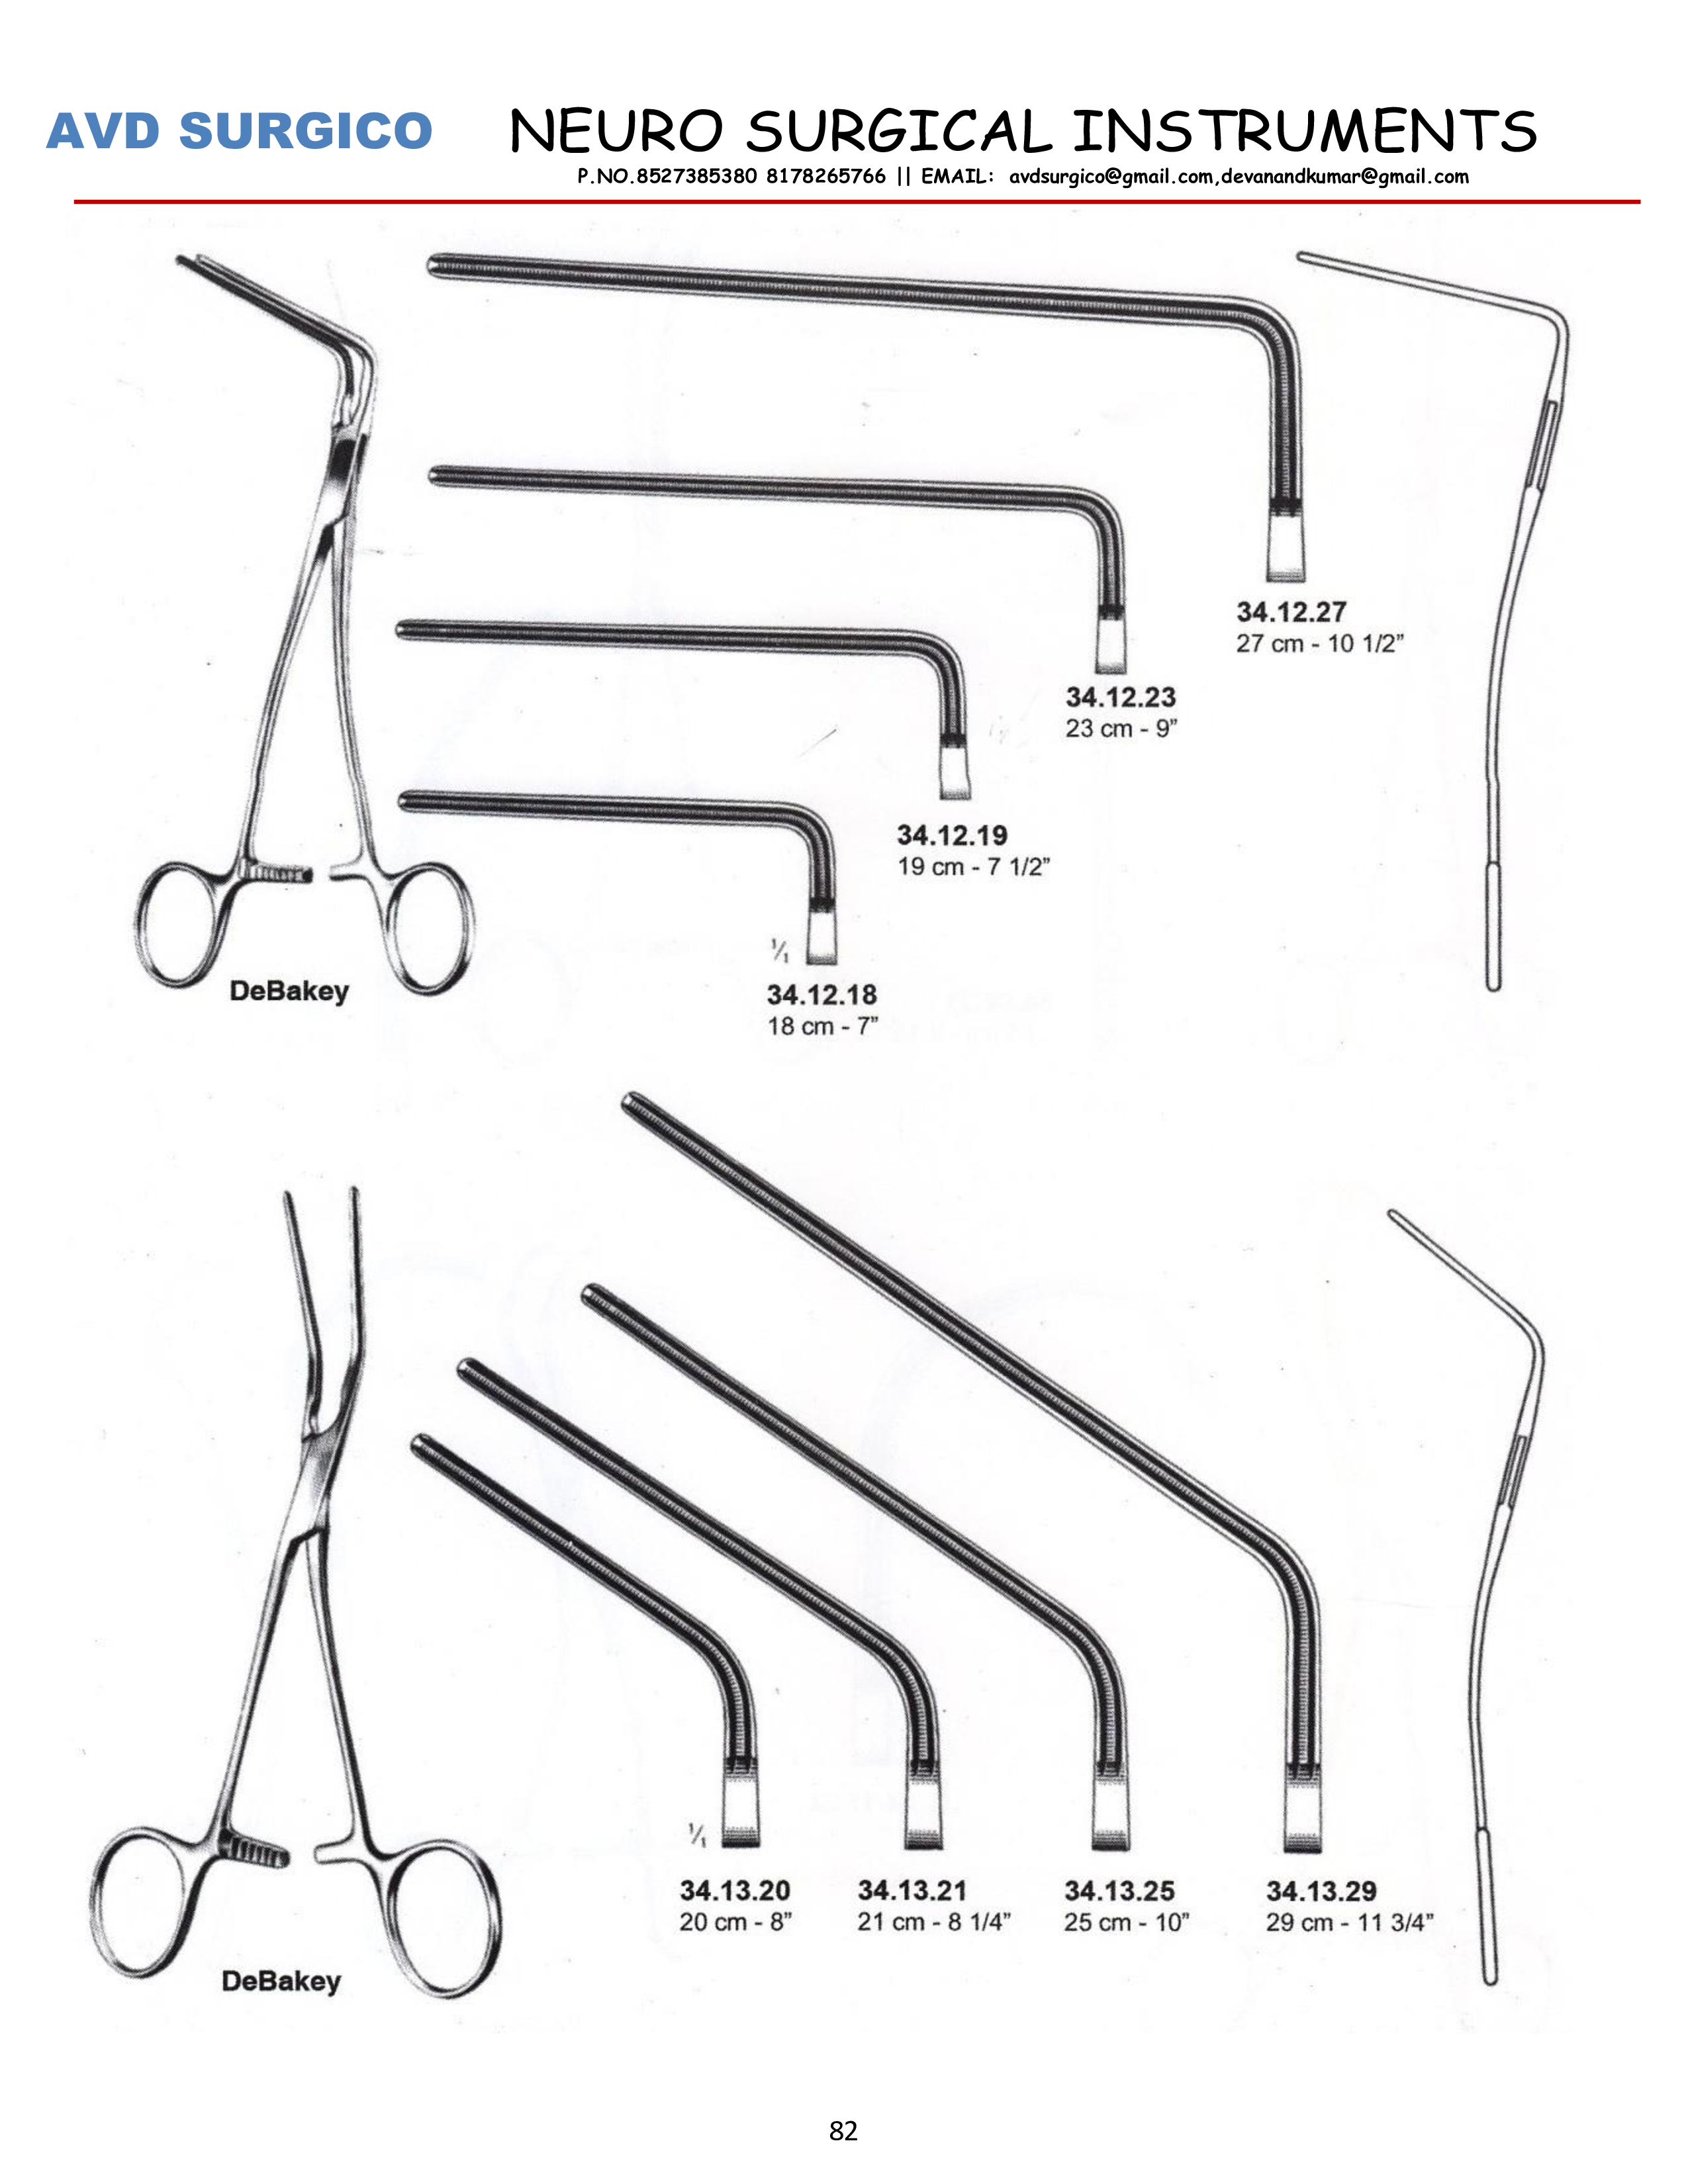 AVD SURGICO NEURO SURGICAL INSTRUMENTS
P.NO.8527385380 8178265766 || EMAIL: avdsurgico@gmail.com,devanandkumar@gmail.com
34.12.27
27 cm - 10 1/2”
34.12.23
23 cm - 9”
34.12.19
19 cm - 7 1/2”
1/1
34.12.18
18 cm - 7”
DeBakey
1/1
34.13.20 34.13.21 34.13.25 34.13.29
20 cm - 8” 21 cm - 8 1/4” 25 cm - 10” 29 cm - 11 3/4”
DeBakey
82